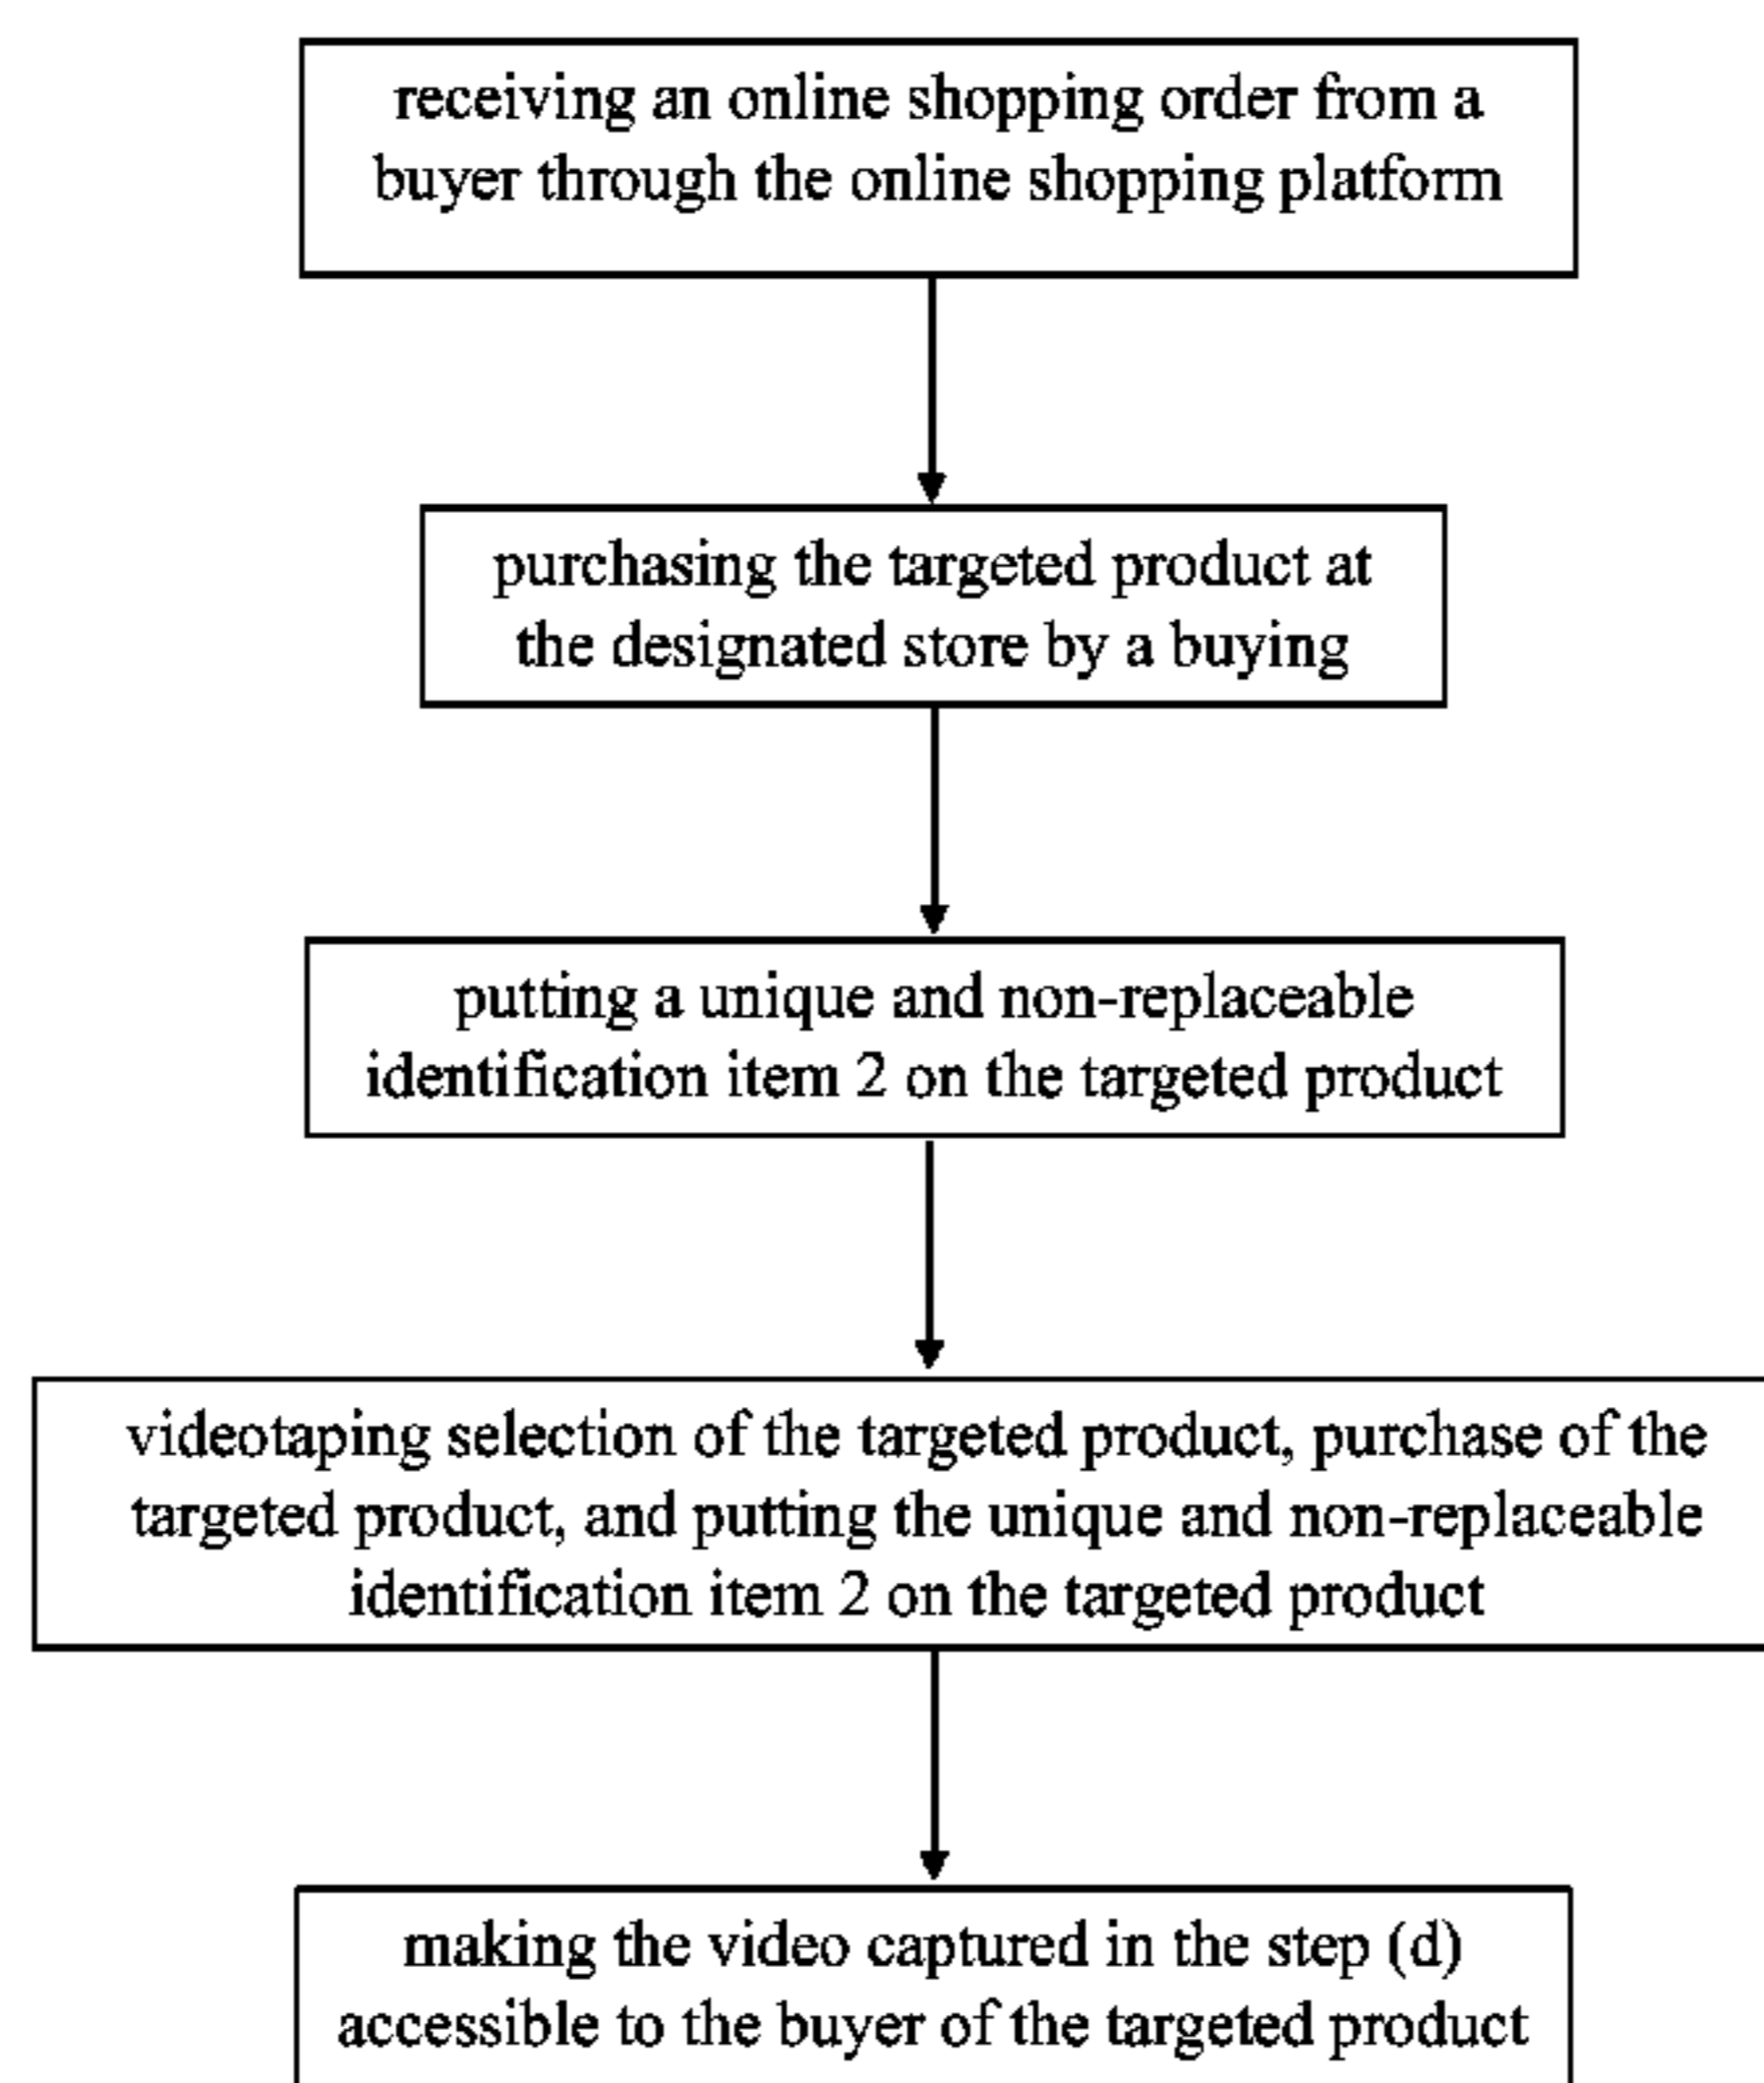 receiving an online shopping order from a
buyer through the online shopping platform
purchasing the targeted product at
the designated store by a buying
putting a unique and non-replaceable
identification item 2 on the targeted product
videotaping selection of the targeted product, purchase of the
targeted product, and putting the unique and non-replaceable
identification item 2 on the targeted product
making the video captured in the step (d)
accessible to the buyer of the targeted product